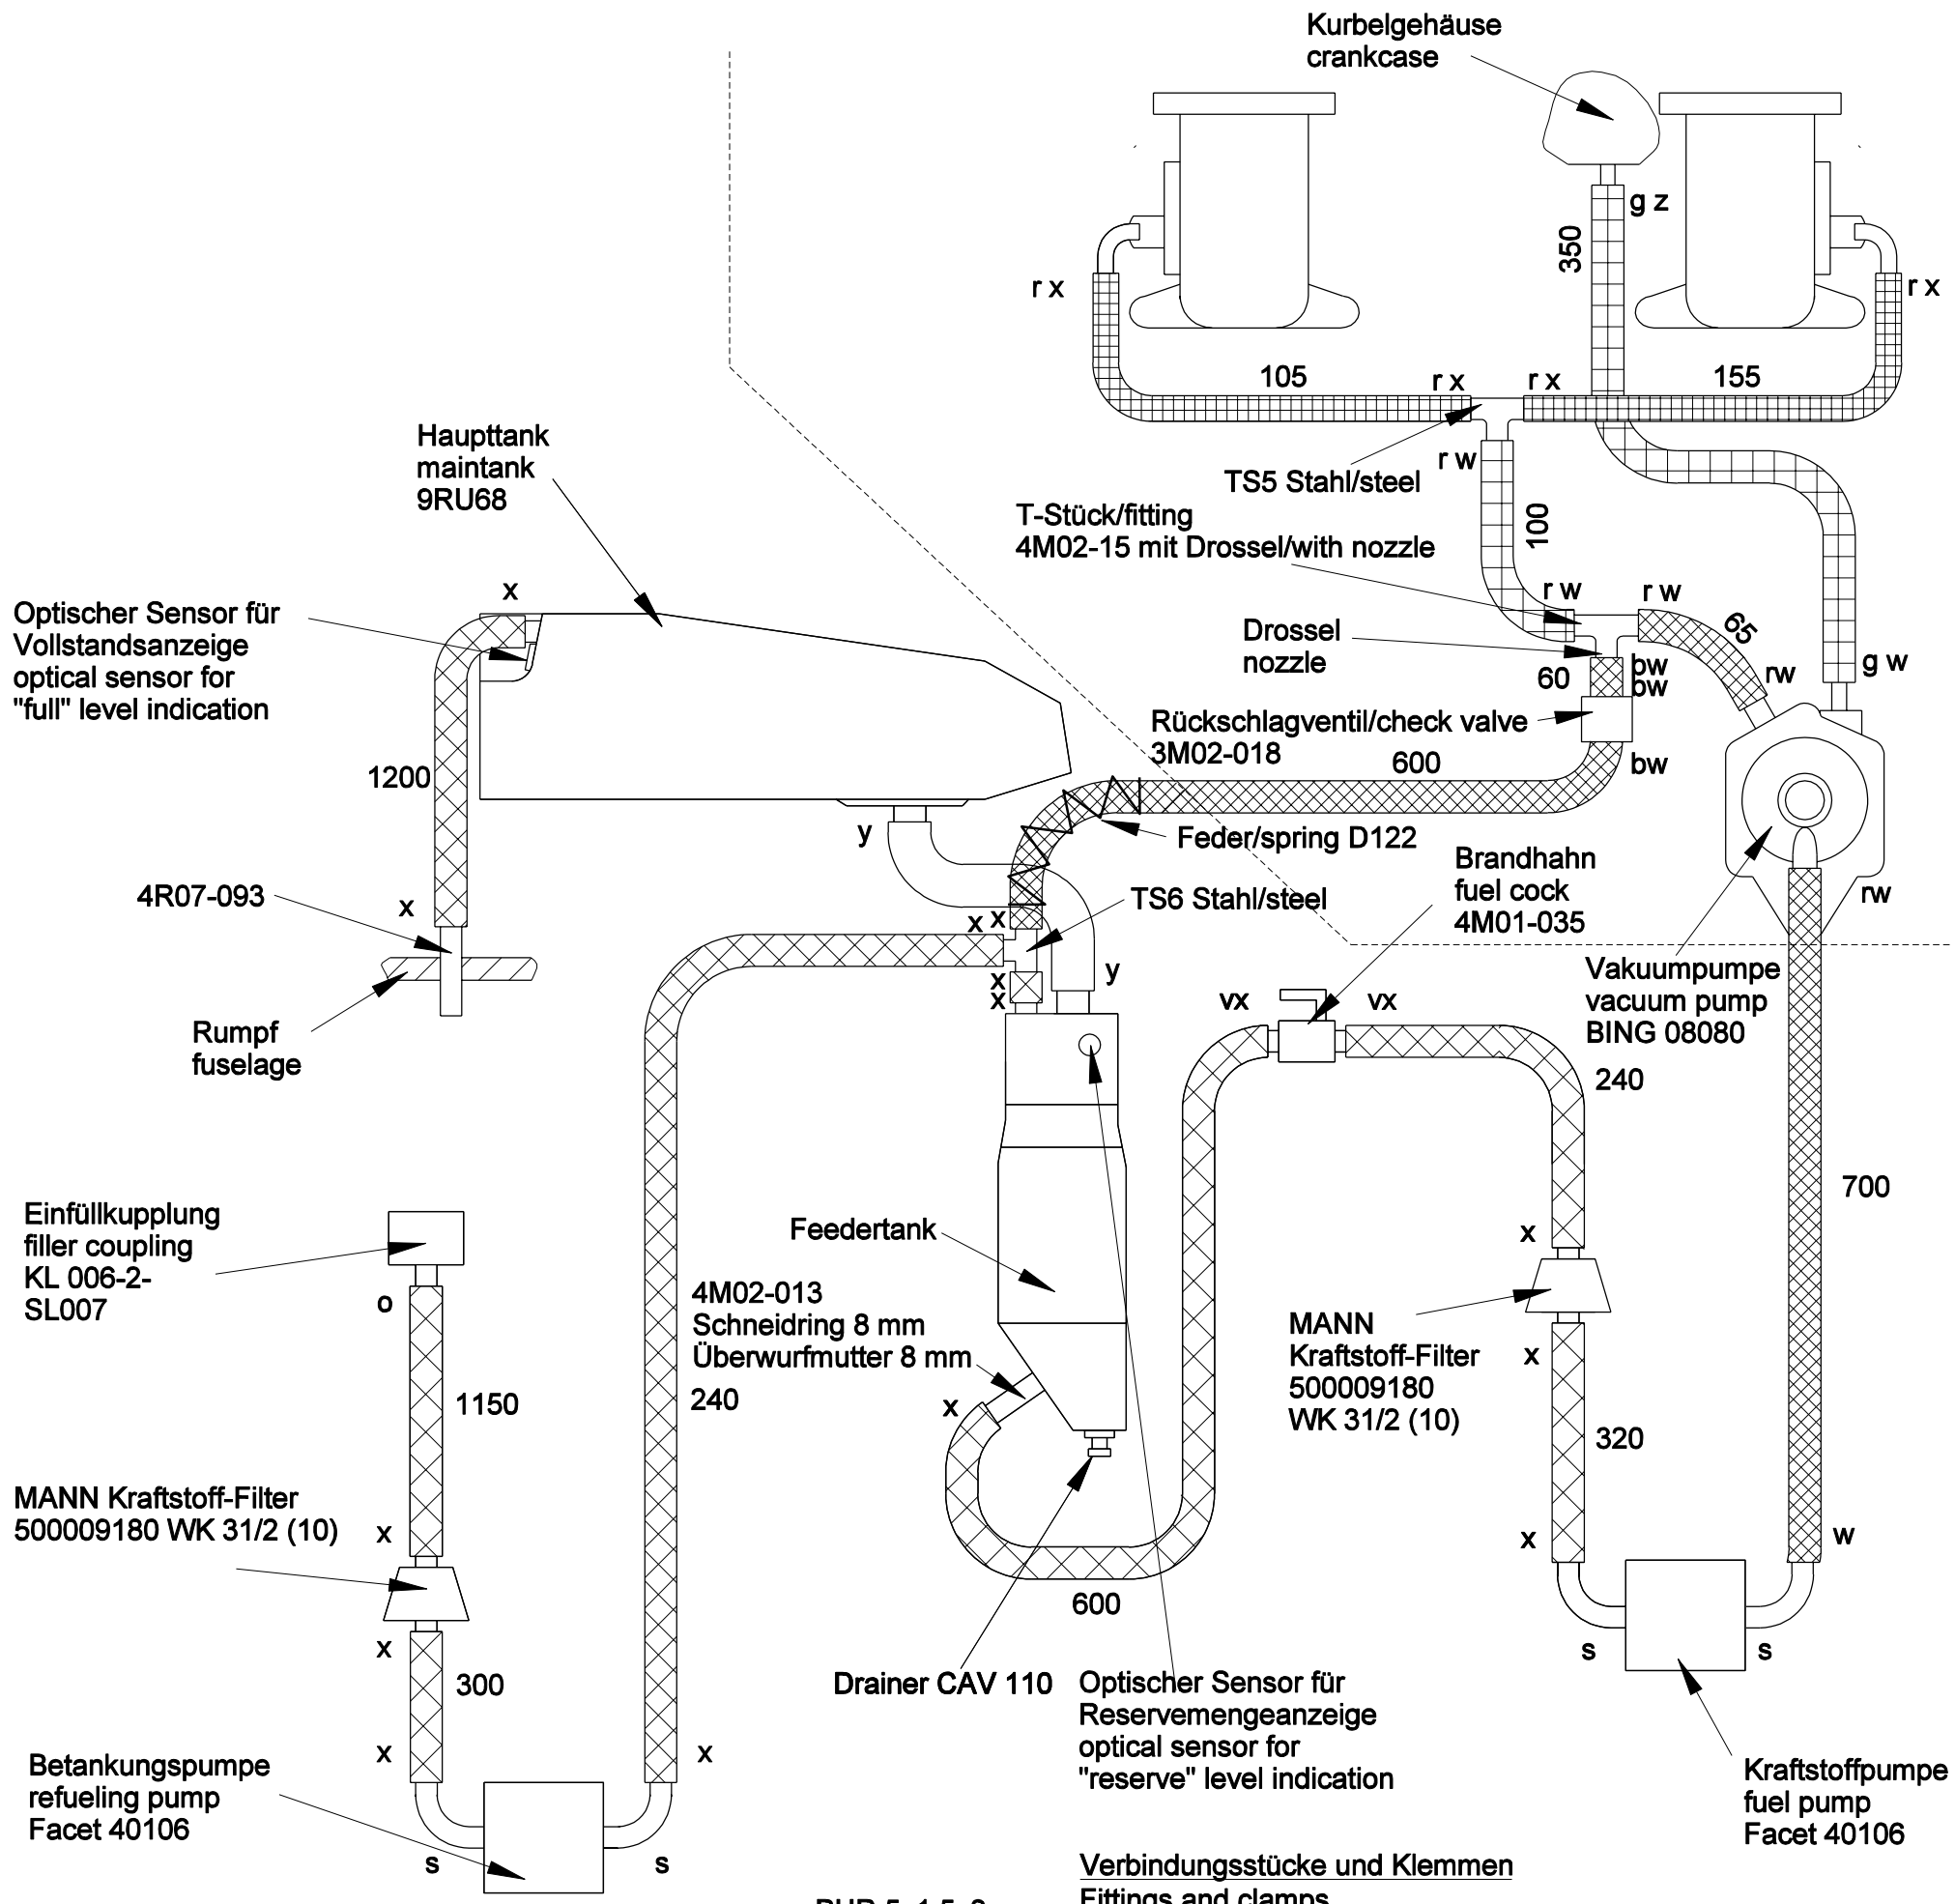 Kurbelgehäuse
crankcase
g z
350
r x
r x
105
r x
r x
155
Haupttank
maintank
9RU68
r w
TS5 Stahl/steel
T-Stück/fitting
4M02-15 mit Drossel/with nozzle
100
x
r w
r w
Optischer Sensor für
Vollstandsanzeige
optical sensor for
"full" level indication
Drossel
nozzle
65
60
bw
bw
rw
g w
Rückschlagventil/check valve
3M02-018
600
bw
1200
y
Feder/spring D122
Brandhahn
fuel cock
4M01-035
4R07-093
x
TS6 Stahl/steel
rw
x
x
x
x
y
vx
vx
Vakuumpumpe
vacuum pump
BING 08080
Rumpf
fuselage
240
700
Einfüllkupplung
filler coupling
KL 006-2-
SL007
Feedertank
x
o
4M02-013
Schneidring 8 mm
Überwurfmutter 8 mm
MANN
Kraftstoff-Filter
500009180
WK 31/2 (10)
x
1150
240
x
320
MANN Kraftstoff-Filter
500009180 WK 31/2 (10)
x
x
w
600
x
s
s
300
Drainer CAV 110
Optischer Sensor für
Reservemengeanzeige
optical sensor for
"reserve" level indication
x
x
Betankungspumpe
refueling pump
Facet 40106
Kraftstoffpumpe
fuel pump
Facet 40106
s
s
Verbindungsstücke und Klemmen
Fittings and clamps